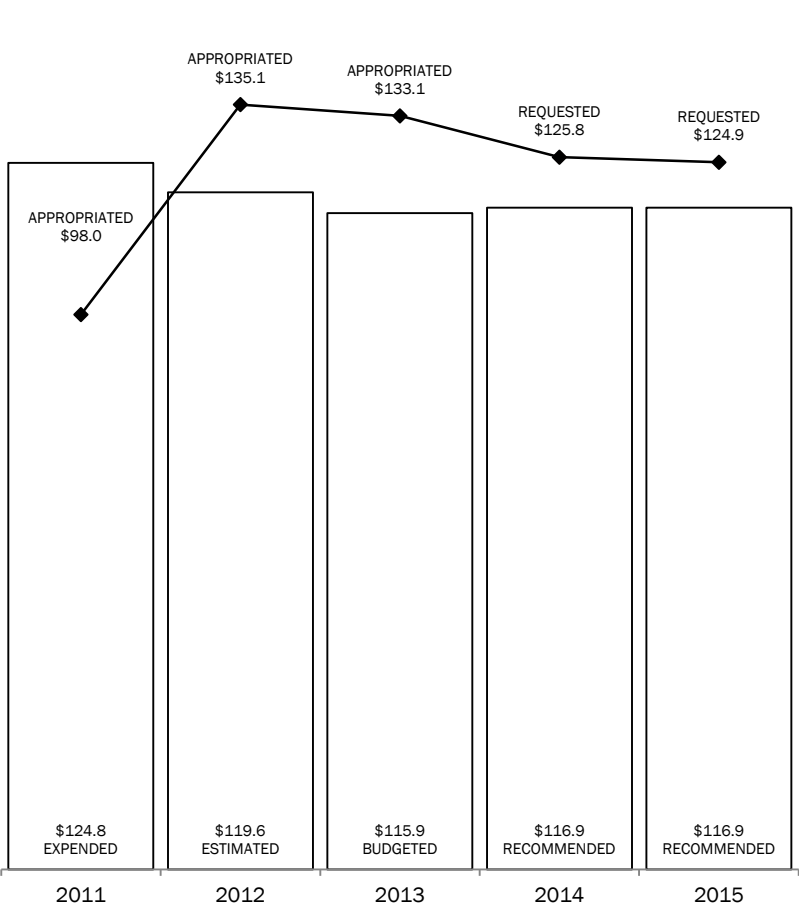 APPROPRIATED
$135.1
APPROPRIATED
$133.1
REQUESTED
$125.8
REQUESTED
$124.9
APPROPRIATED
$98.0
$124.8
EXPENDED
$119.6
ESTIMATED
$115.9
BUDGETED
$116.9
RECOMMENDED
$116.9
RECOMMENDED
2011
2012
2013
2014
2015